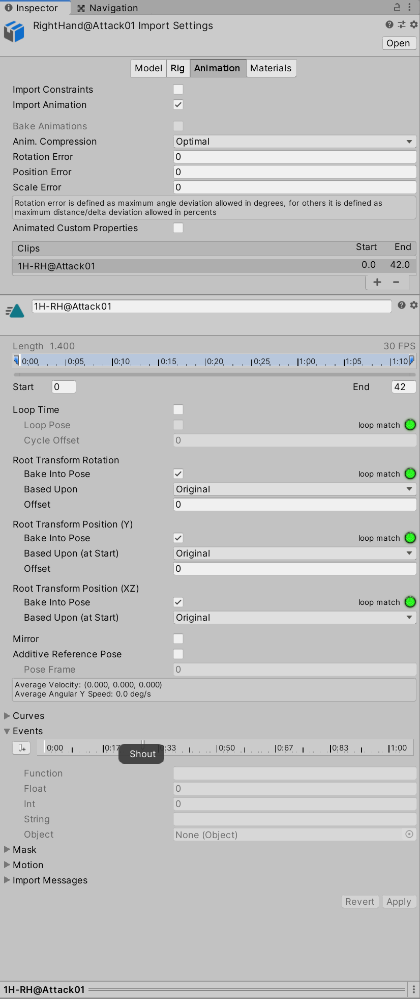 Inspector Navigation
RightHand@Attack01 Import Settings
Open
Model Rig Animation Materials
Import Constraints
Import Animation
Bake Animations
Anim. Compression Optimal
Rotation Error 0
Position Error 0
Scale Error 0
Rotation error is defined as maximum angle deviation allowed in degrees, for others it is defined as
maximum distance/delta deviation allowed in percents
Animated Custom Properties
Clips Start End
1H-RH@Attack01 0.0 42.0
1H-RH@Attack01
Length 1.400 30 FPS
0:00 0:05 0:10 0:15 0:20 0:25 1:00 1:05 1:10
Start 0 End 42
Loop Time
Loop Pose loop match
Cycle Offset 0
Root Transform Rotation
Bake Into Pose loop match
Based Upon Original
Offset 0
Root Transform Position (Y)
Bake Into Pose loop match
Based Upon (at Start) Original
Offset 0
Root Transform Position (XZ)
Bake Into Pose loop match
Based Upon (at Start) Original
Mirror
Additive Reference Pose
Pose Frame 0
Average Velocity: (0.000, 0.000, 0.000)
Average Angular Y Speed: 0.0 deg/s
Curves
Events
0:00 0:17 0:33 0:50 0:67 0:83 1:00
Shout
Function
Float 0
Int 0
String
Object None (Object)
Mask
Motion
Import Messages
Revert Apply
1H-RH@Attack01